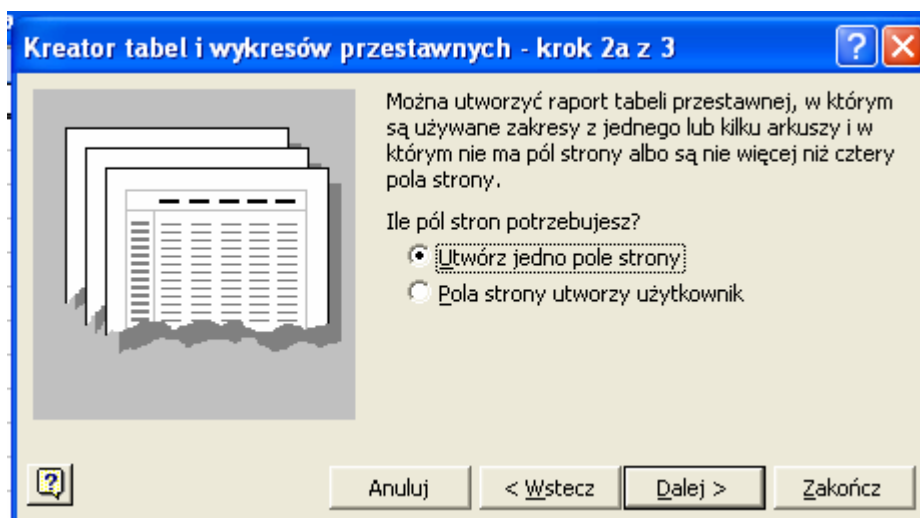 Kreator tabel i wykresów przestawnych - krok 2a z 3
Można utworzyć raport tabeli przestawnej, w którym
są używane zakresy z jednego lub kilku arkuszy i w
którym nie ma pól strony albo są nie więcej niż cztery
pola strony.
Ile pól stron potrzebujesz?
Utwórz jedno pole strony
Pola strony utworzy użytkownik
Anuluj
< Wstecz
Dalej >
Zakończ